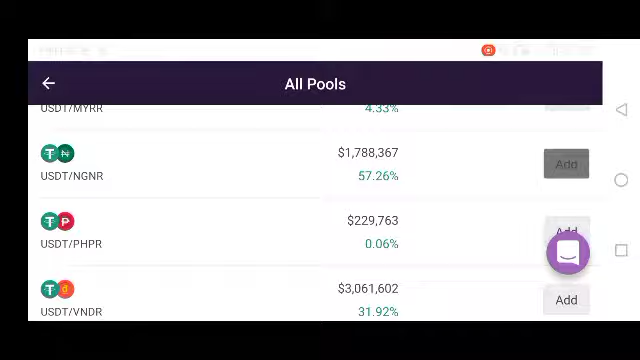 All Pools
USDT/MYRR
4.33%
$1,788,367
Add
USDT/NGNR
57.26%
$229,763
Add
USDT/PHPR
0.06%
$3,061,602
Add
USDT/VNDR
31.92%